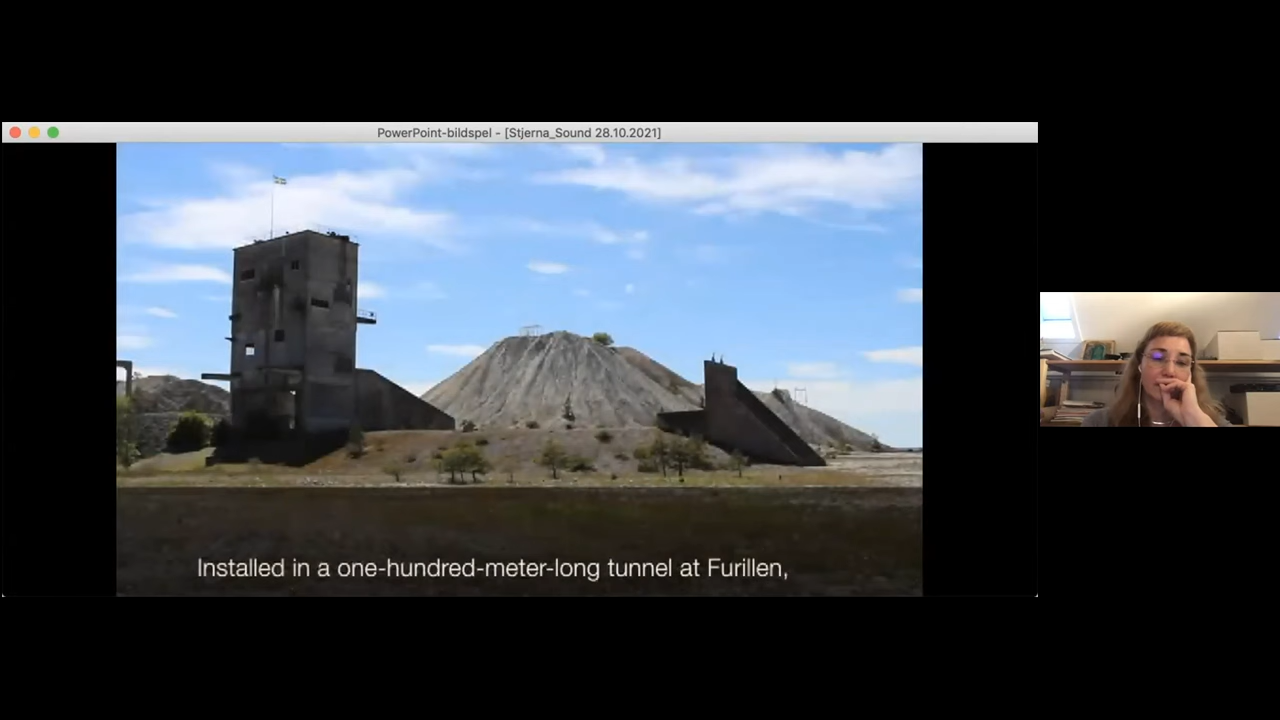 PowerPoint-bildspel - [Stjerna_Sound 28.10.2021]
Installed in a one-hundred-meter-long tunnel at Furillen,